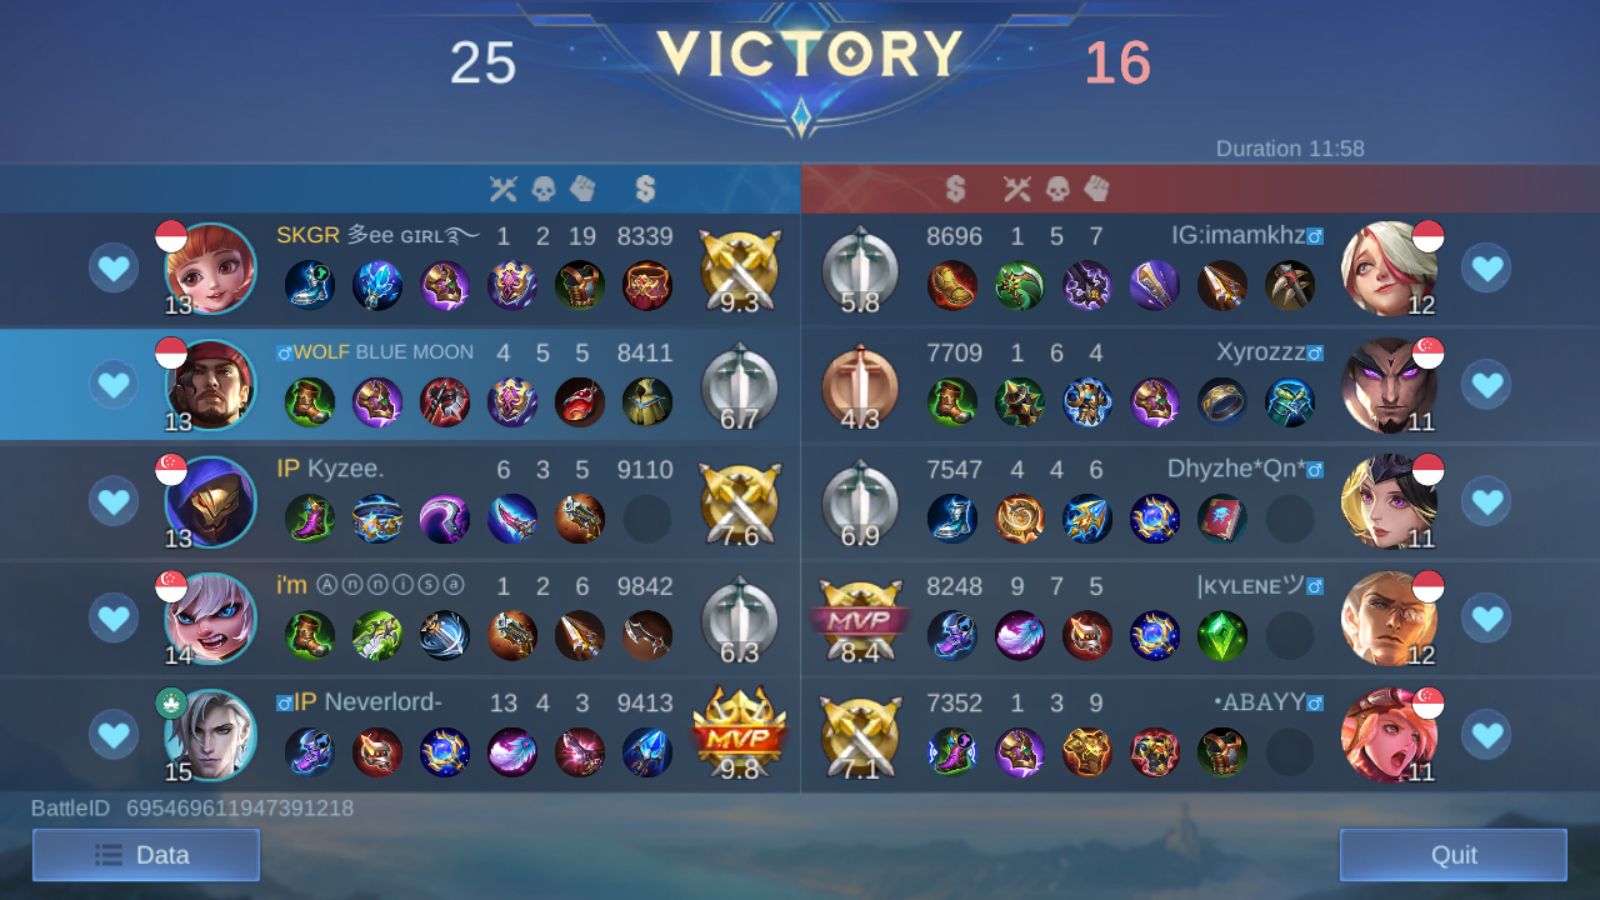 25 VICTORY 16
Duration 11:58
SKGR 多ee GIRL 1 2 19 8339
13 9.3
8696 1 5 7 IG:imamkhz
5.8 12
WOLF BLUE MOON 4 5 5 8411
13 6.7
7709 1 6 4 Xyrozzz
4.3 11
IP Kyzee. 6 3 5 9110
13 7.6
7547 4 4 6 Dhyzhe*Qn*
6.9 11
i'm Ⓐⓝⓝⓘⓢⓐ 1 2 6 9842
14 6.3
8248 9 7 5 |KYLENEツ
MVP 8.4 12
IP Neverlord- 13 4 3 9413
15 MVP 9.8
7352 1 3 9 •ABAYY
7.1 11
BattleID 695469611947391218
Data
Quit